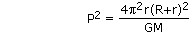 P² = 4π²r(R+r)² / GM